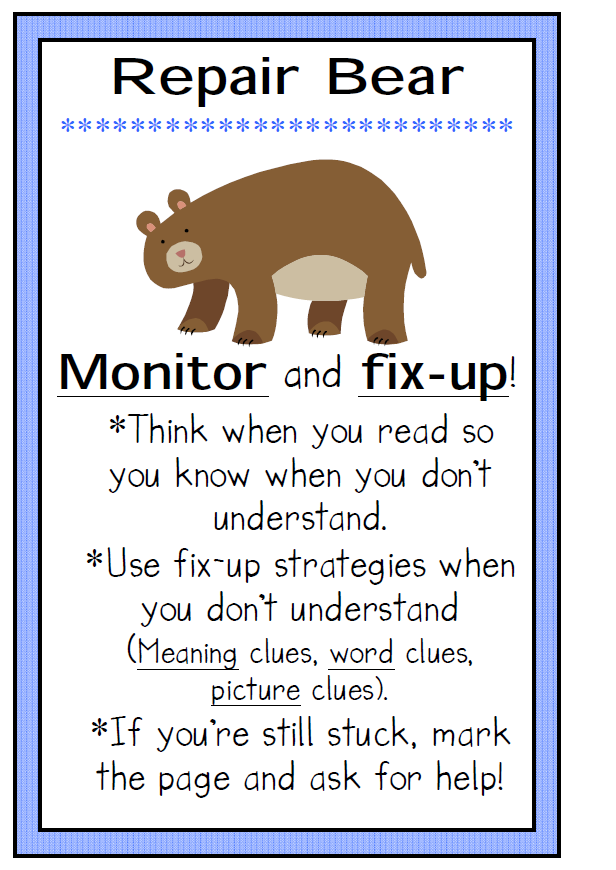 Repair Bear
**************************
Monitor and fix-up!
*Think when you read so
you know when you don't
understand.
*Use fix-up strategies when
you don't understand
(Meaning clues, word clues,
picture clues).
*If you're still stuck, mark
the page and ask for help!